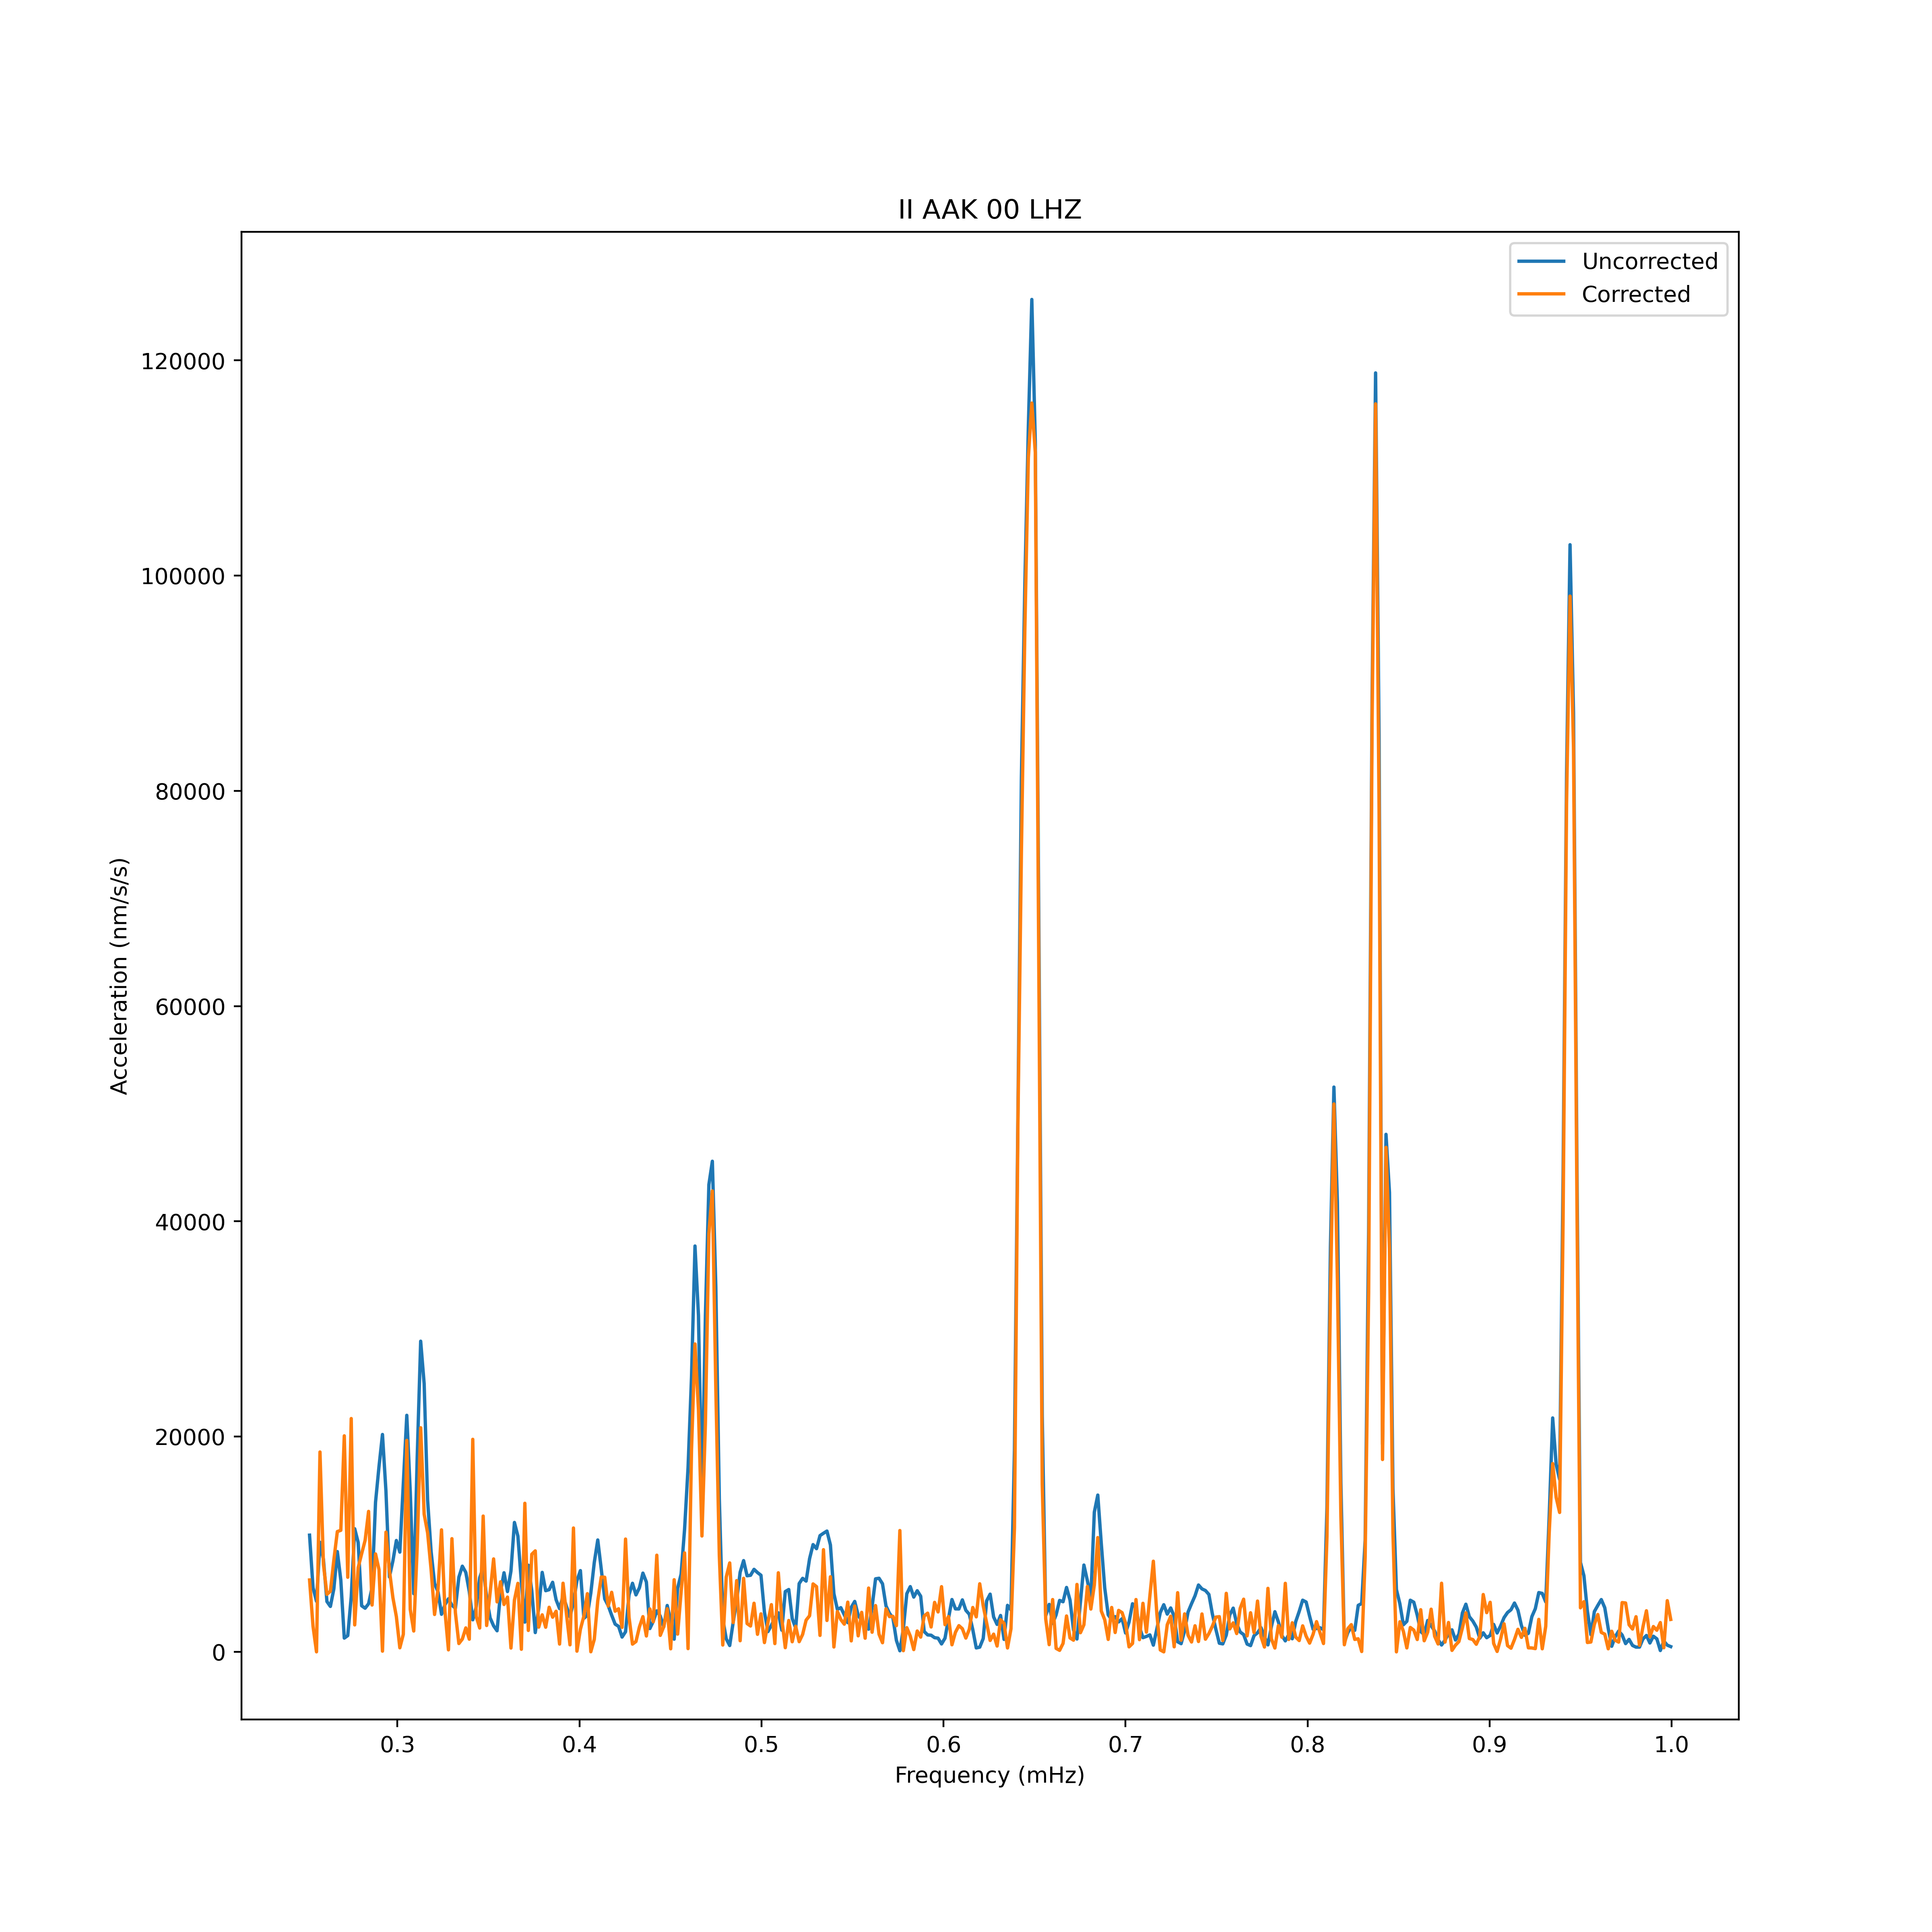 II AAK 00 LHZ
Uncorrected
Corrected
120000
100000
80000
60000
40000
20000
0
Acceleration (nm/s/s)
0.3 0.4 0.5 0.6 0.7 0.8 0.9 1.0
Frequency (mHz)